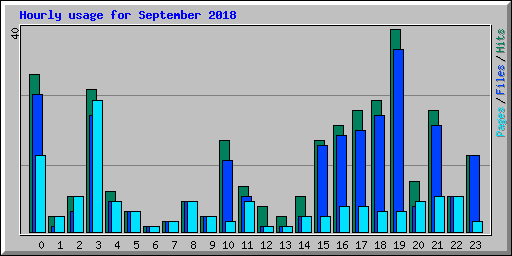 Hourly usage for September 2018
40
Pages / Files / Hits
0 1 2 3 4 5 6 7 8 9 10 11 12 13 14 15 16 17 18 19 20 21 22 23